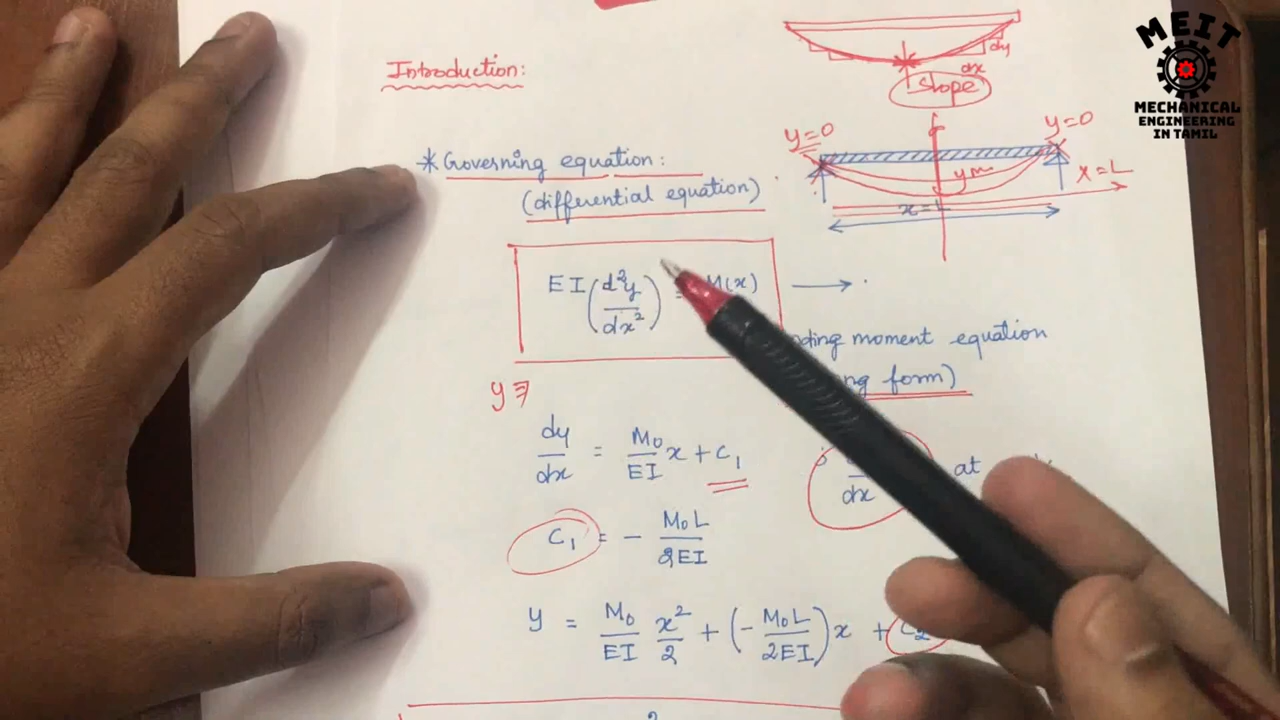 Introduction:
* Governing equation:
(differential equation)
EI(d²y/dx²) = M(x)
moment equation
form)
y =
dy/dx = M₀/EI x + C₁
dx
at
C₁ = - M₀L/2EI
y = M₀/EI x²/2 + (- M₀L/2EI)x + C₂
dy
dx
slope
y=0
y=0
ym
x=L
MEIT
MECHANICAL
ENGINEERING
IN TAMIL